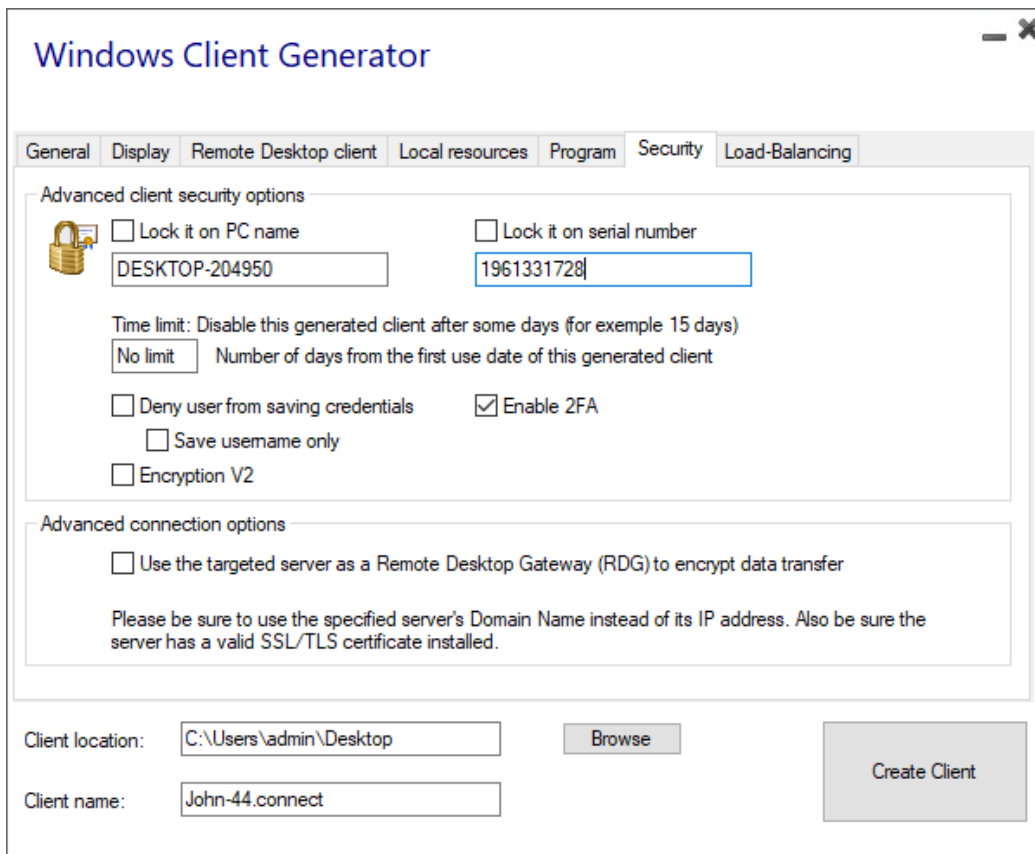 Windows Client Generator
General Display Remote Desktop client Local resources Program Security Load-Balancing
Advanced client security options
Lock it on PC name Lock it on serial number
DESKTOP-204950 1961331728
Time limit: Disable this generated client after some days (for exemple 15 days)
No limit Number of days from the first use date of this generated client
Deny user from saving credentials Enable 2FA
Save username only
Encryption V2
Advanced connection options
Use the targeted server as a Remote Desktop Gateway (RDG) to encrypt data transfer
Please be sure to use the specified server's Domain Name instead of its IP address. Also be sure the
server has a valid SSL/TLS certificate installed.
Client location: C:\Users\admin\Desktop Browse
Create Client
Client name: John-44.connect